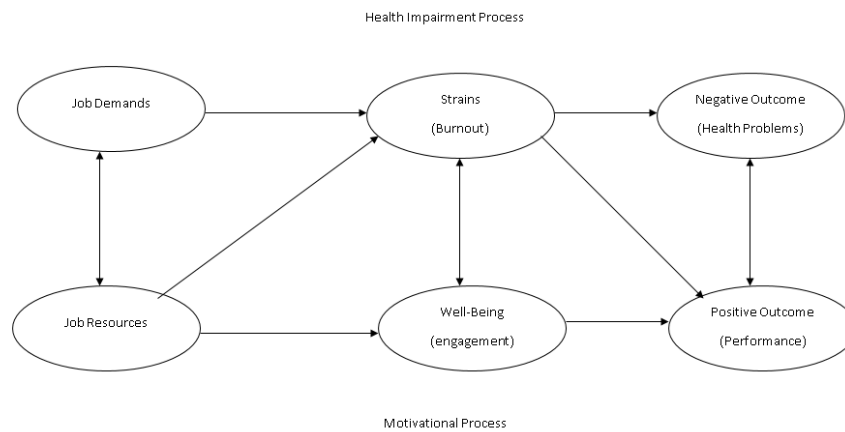 Health Impairment Process
Job Demands
Strains
(Burnout)
Negative Outcome
(Health Problems)
Job Resources
Well-Being
(engagement)
Positive Outcome
(Performance)
Motivational Process